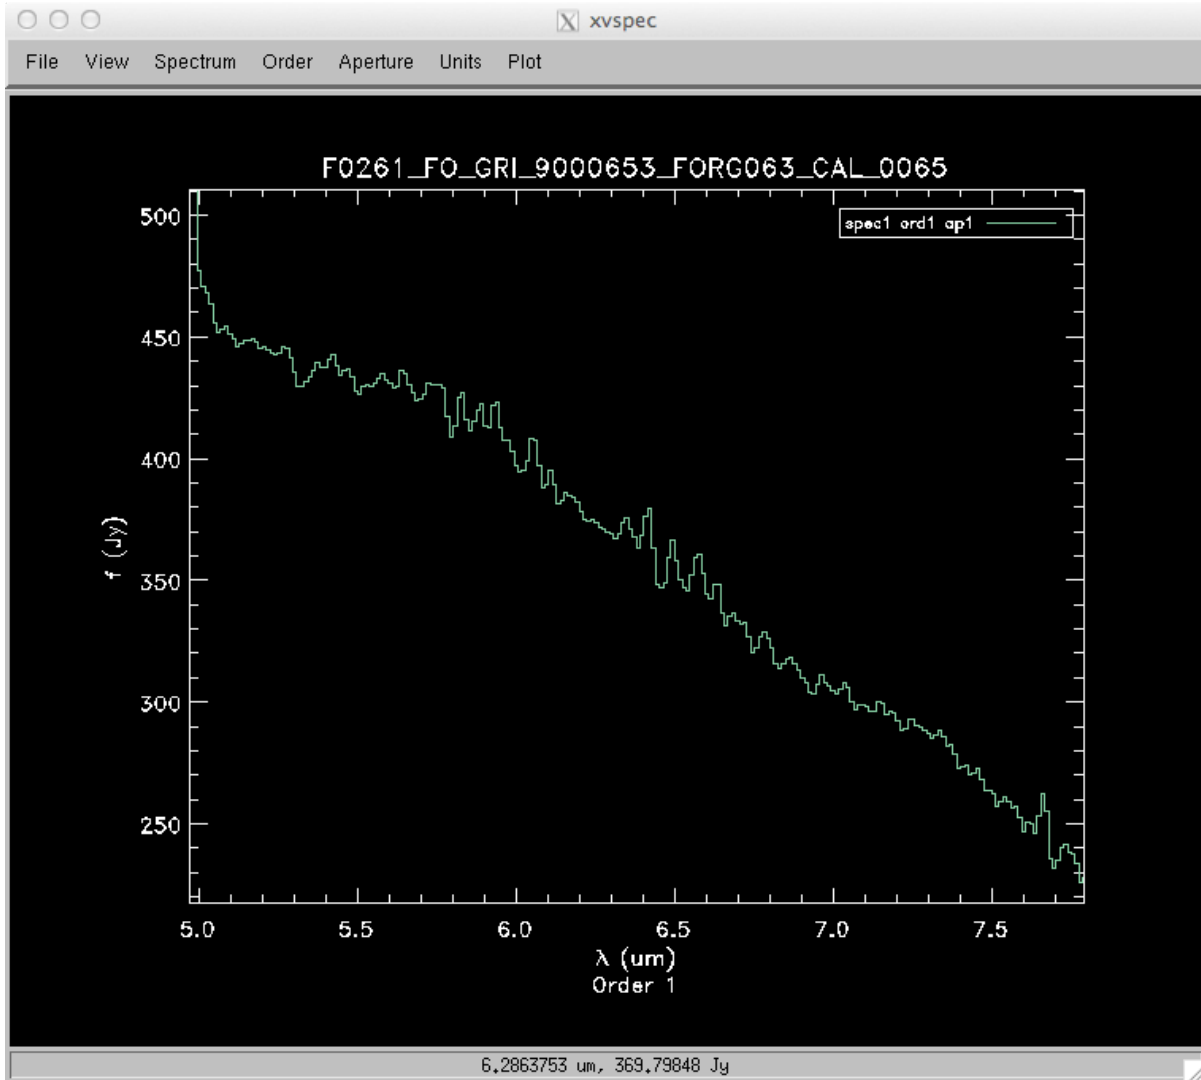 xvspec
File View Spectrum Order Aperture Units Plot
F0261_FO_GRI_9000653_FORG063_CAL_0065
spec1 ord1 ap1
500
450
400
350
300
250
f (Jy)
5.0 5.5 6.0 6.5 7.0 7.5
λ (um)
Order 1
6.2863753 um, 369.79848 Jy